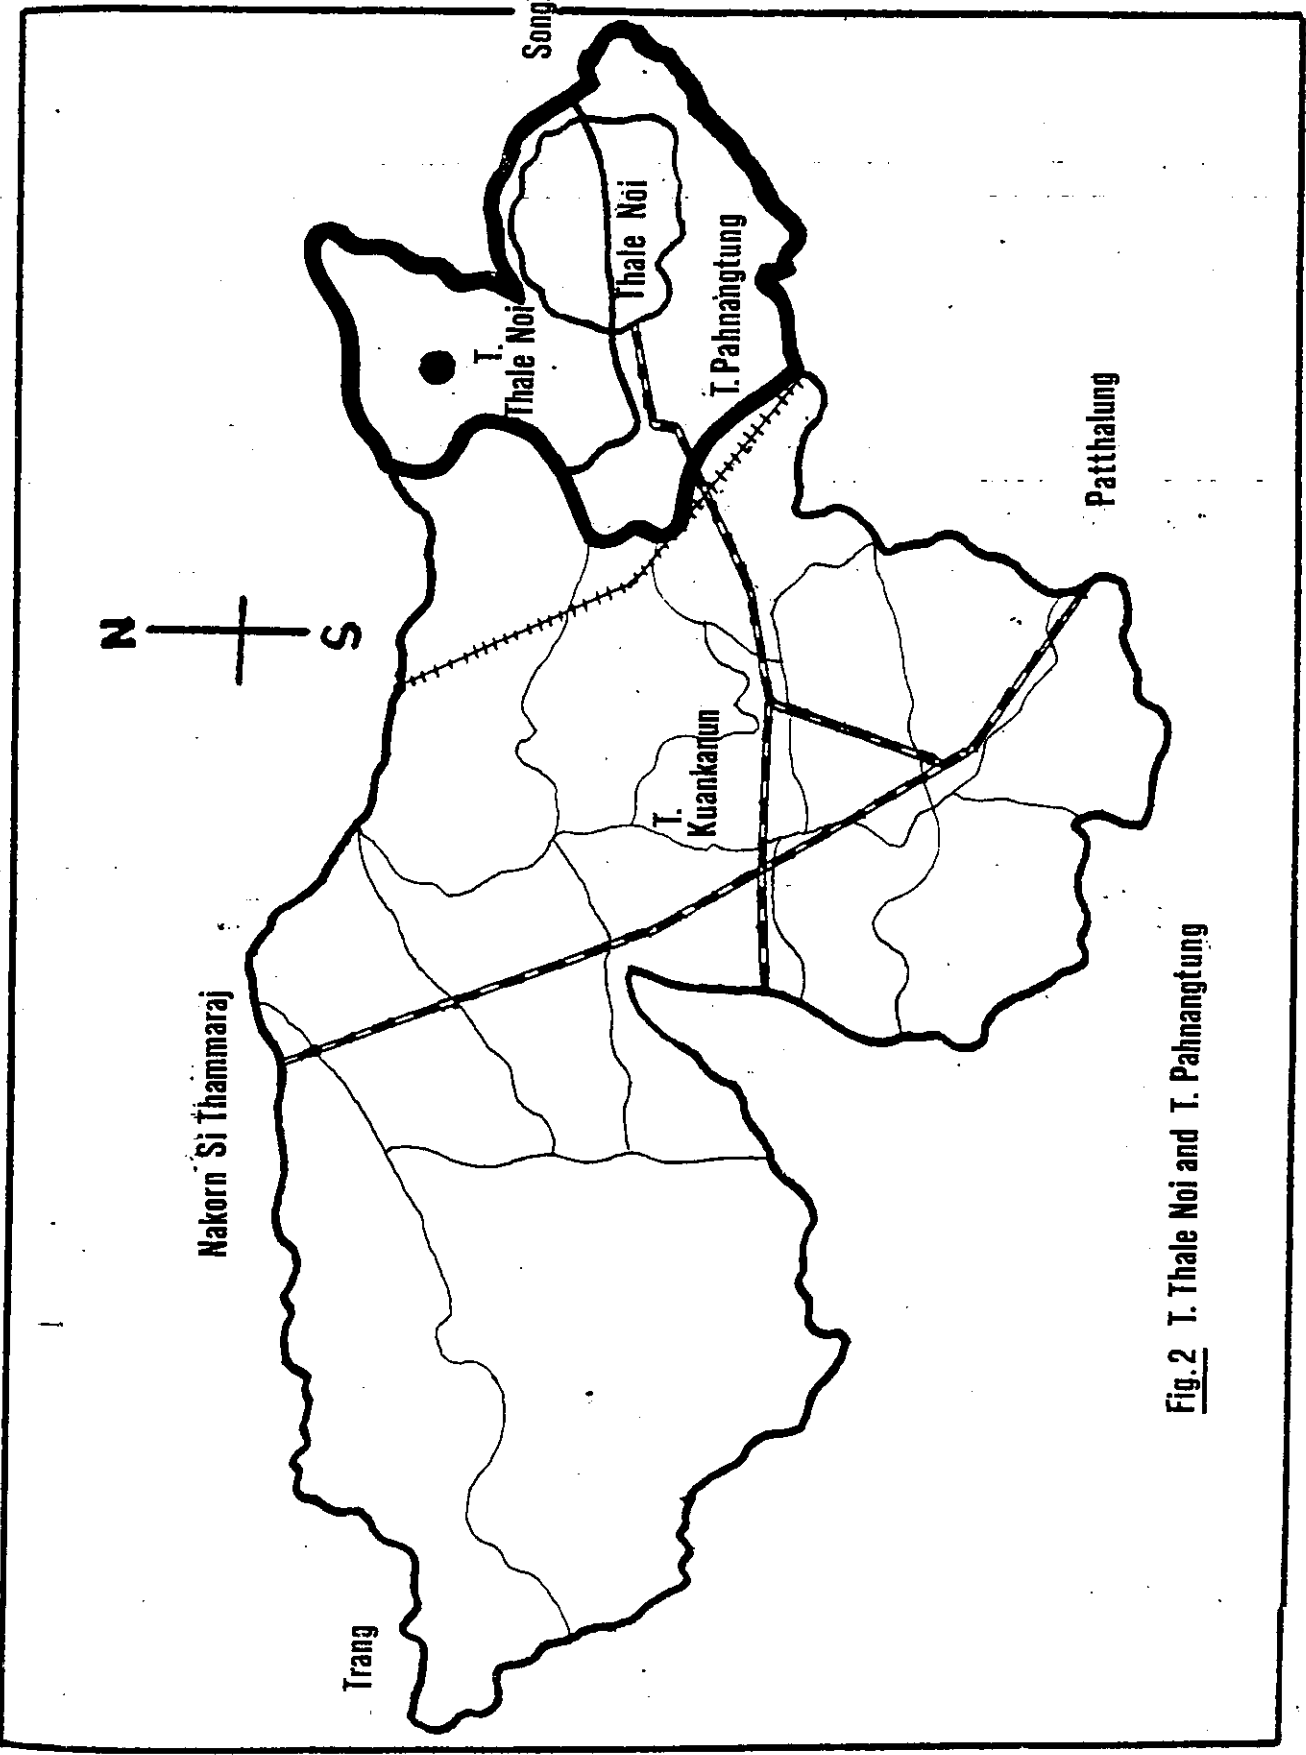 N
S
Nakorn Si Thammaraj
Trang
Song
T.
Thale Noi
Thale Noi
T. Pahnangtung
T.
Kuankanun
Patthalung
Fig.2 T. Thale Noi and T. Pahnangtung